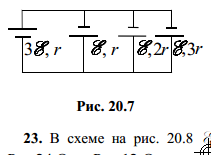 3ℰ, r ℰ, r ℰ,2r ℰ,3r
Рис. 20.7
23. В схеме на рис. 20.8